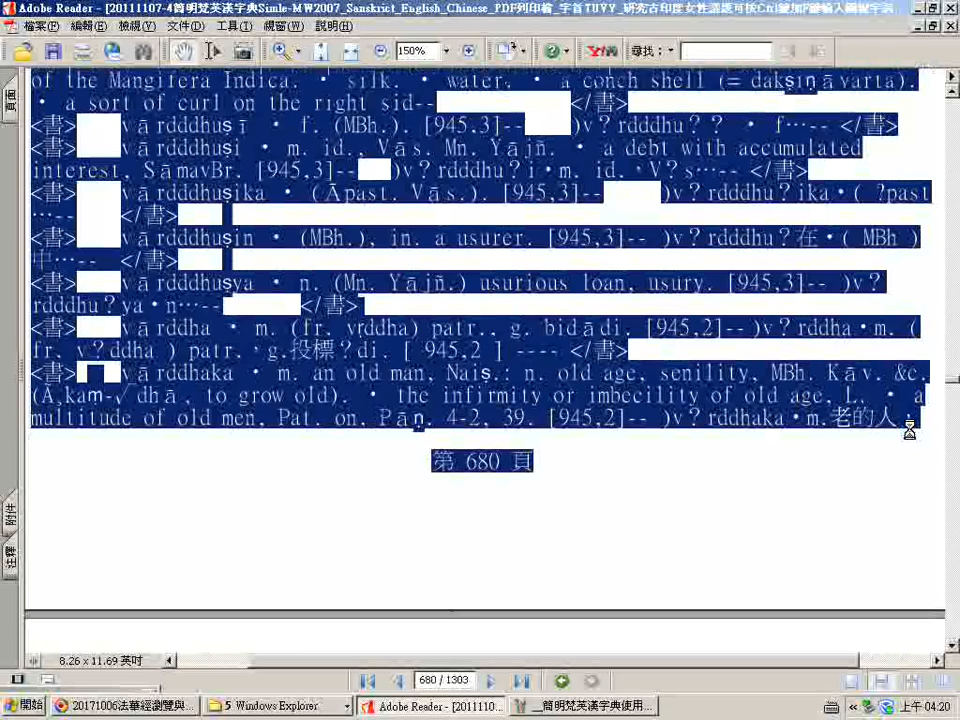 Adobe Reader - [20111107-4簡明梵英漢字典Simle-MW2007_Sanskrict_English_Chinese_PDF列印檔_字首TUVY_研究古印度女性議題可按Ctrl鍵加F鍵輸入關鍵字
檔案(F) 編輯(E) 檢視(V) 文件(D) 工具(T) 視窗(W) 說明(H)
150% 尋找：
頁面
of the Mangifera Indica. • silk. • water. • a conch shell (= dakṣiṇāvarta).
• a sort of curl on the right sid-- </書>
<書> vārdddhuṣī • f. (MBh.). [945,3]-- )v?rdddhu?? • f…-- </書>
<書> vārdddhuṣi • m. id., Vās. Mn. Yājñ. • a debt with accumulated
interest, SāmavBr. [945,3]-- )v?rdddhu?i•m. id.•V?s…-- </書>
<書> vārdddhuṣika • (Āpast. Vās.). [945,3]-- )v?rdddhu?ika•( ?past
…-- </書>
<書> vārdddhuṣin • (MBh.), in. a usurer. [945,3]-- )v?rdddhu?在•( MBh )
中…-- </書>
<書> vārdddhuṣya • n. (Mn. Yājñ.) usurious loan, usury. [945,3]-- )v?
rdddhu?ya•n…-- </書>
<書> vārddha • m. (fr. vṛddha) patr., g. bidādi. [945,2]-- )v?rddha•m. (
fr. v?ddha ) patr.，g.投標?di. [ 945,2 ] ---- </書>
<書> vārddhaka • m. an old man, Naiṣ.: n. old age, senility, MBh. Kāv. &c.
(A,kaṃ-√dhā, to grow old). • the infirmity or imbecility of old age, L. • a
multitude of old men, Pat. on. Pāṇ. 4-2, 39. [945,2]-- )v?rddhaka•m.老的人，
第 680 頁
附件
注釋
8.26 x 11.69 英吋
680 / 1303
開始 20171006法華經瀏覽與... 5 Windows Explorer Adobe Reader - [2011110... __簡明梵英漢字典使用... 上午 04:20